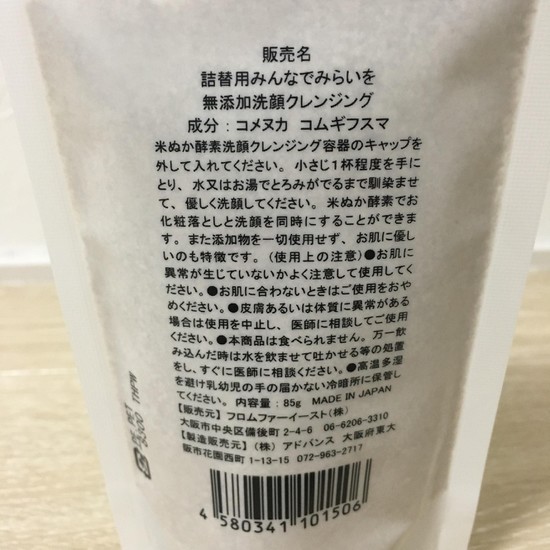 販売名
詰替用みんなでみらいを
無添加洗顔クレンジング
成分：コメヌカ コムギフスマ
米ぬか酵素洗顔クレンジング容器のキャップを
外して入れてください。小さじ1杯程度を手に
とり、水又はお湯でとろみがでるまで馴染ませ
て、優しく洗顔してください。米ぬか酵素でお
化粧落としと洗顔を同時にすることができま
す。また添加物を一切使用せず、お肌に優し
いのも特徴です。（使用上の注意）●お肌に
異常が生じていないかよく注意して使用してく
ださい。●お肌に合わないときはご使用をおや
めください。●皮膚あるいは体質に異常がある
場合は使用を中止し、医師に相談してご使用
ください。●本商品は食べられません。万一飲
み込んだ時は水を飲ませて吐かせる等の処置
をし、すぐに医師に相談ください。●高温多湿
を避け乳幼児の手の届かない冷暗所に保管し
てください。内容量：85g MADE IN JAPAN
【販売元】フロムファーイースト（株）
大阪市中央区備後町2-4-6 06-6206-3310
【製造販売元】（株）アドバンス 大阪府東大
阪市花園西町1-13-15 072-963-2717
4 580341 101506